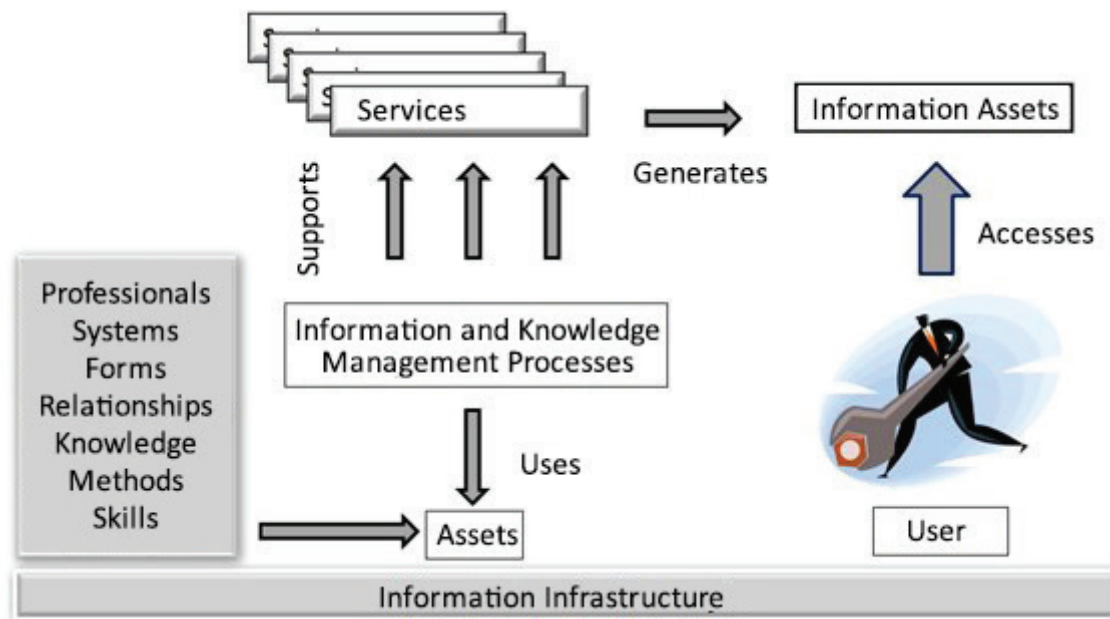 Services
Information Assets
Generates
Supports
Accesses
Professionals
Systems
Forms
Relationships
Knowledge
Methods
Skills
Information and Knowledge
Management Processes
Uses
Assets
User
Information Infrastructure